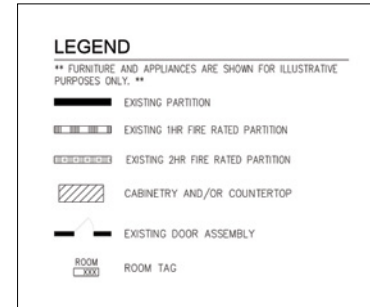 LEGEND
** FURNITURE AND APPLIANCES ARE SHOWN FOR ILLUSTRATIVE
PURPOSES ONLY. **
EXISTING PARTITION
EXISTING 1HR FIRE RATED PARTITION
EXISTING 2HR FIRE RATED PARTITION
CABINETRY AND/OR COUNTERTOP
EXISTING DOOR ASSEMBLY
ROOM
XXX
ROOM TAG